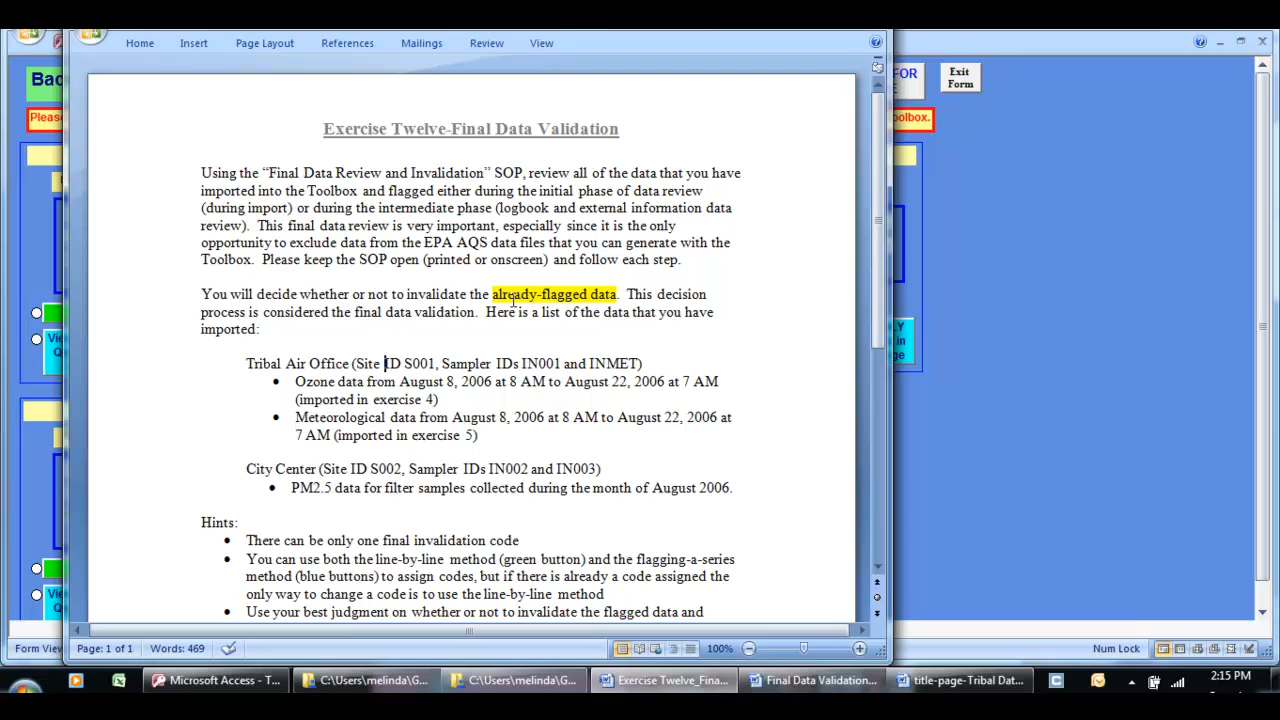 Home Insert Page Layout References Mailings Review View
Bac
FOR
E
Exit
Form
Please
oolbox.
Exercise Twelve-Final Data Validation
Using the “Final Data Review and Invalidation” SOP, review all of the data that you have
imported into the Toolbox and flagged either during the initial phase of data review
(during import) or during the intermediate phase (logbook and external information data
review). This final data review is very important, especially since it is the only
opportunity to exclude data from the EPA AQS data files that you can generate with the
Toolbox. Please keep the SOP open (printed or onscreen) and follow each step.
You will decide whether or not to invalidate the already-flagged data. This decision
process is considered the final data validation. Here is a list of the data that you have
imported:
Vie
Q
LY
in
ge
Tribal Air Office (Site ID S001, Sampler IDs IN001 and INMET)
• Ozone data from August 8, 2006 at 8 AM to August 22, 2006 at 7 AM
(imported in exercise 4)
• Meteorological data from August 8, 2006 at 8 AM to August 22, 2006 at
7 AM (imported in exercise 5)
City Center (Site ID S002, Sampler IDs IN002 and IN003)
• PM2.5 data for filter samples collected during the month of August 2006.
Hints:
• There can be only one final invalidation code
• You can use both the line-by-line method (green button) and the flagging-a-series
method (blue buttons) to assign codes, but if there is already a code assigned the
only way to change a code is to use the line-by-line method
• Use your best judgment on whether or not to invalidate the flagged data and
Vie
Q
Form View
Page: 1 of 1 Words: 469 100% Num Lock
Microsoft Access - T... C:\Users\melinda\G... C:\Users\melinda\G... Exercise Twelve_Fina... Final Data Validation... title-page-Tribal Dat... 2:15 PM